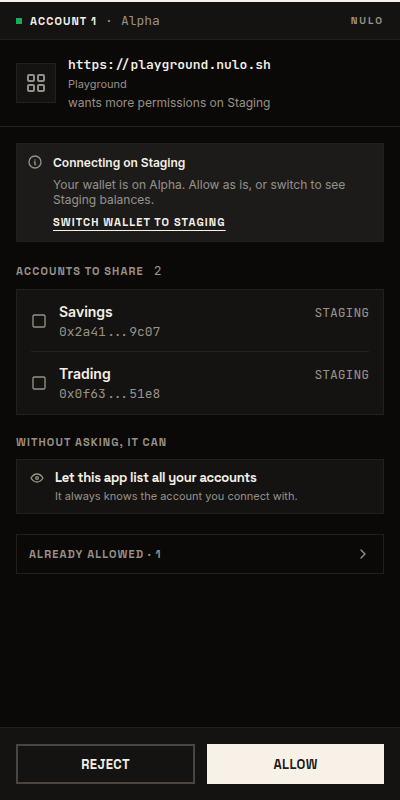 ACCOUNT 1 · Alpha
NULO
https://playground.nulo.sh
Playground
wants more permissions on Staging
Connecting on Staging
Your wallet is on Alpha. Allow as is, or switch to see
Staging balances.
SWITCH WALLET TO STAGING
ACCOUNTS TO SHARE 2
Savings
STAGING
0x2a41...9c07
Trading
STAGING
0x0f63...51e8
WITHOUT ASKING, IT CAN
Let this app list all your accounts
It always knows the account you connect with.
ALREADY ALLOWED · 1
REJECT
ALLOW